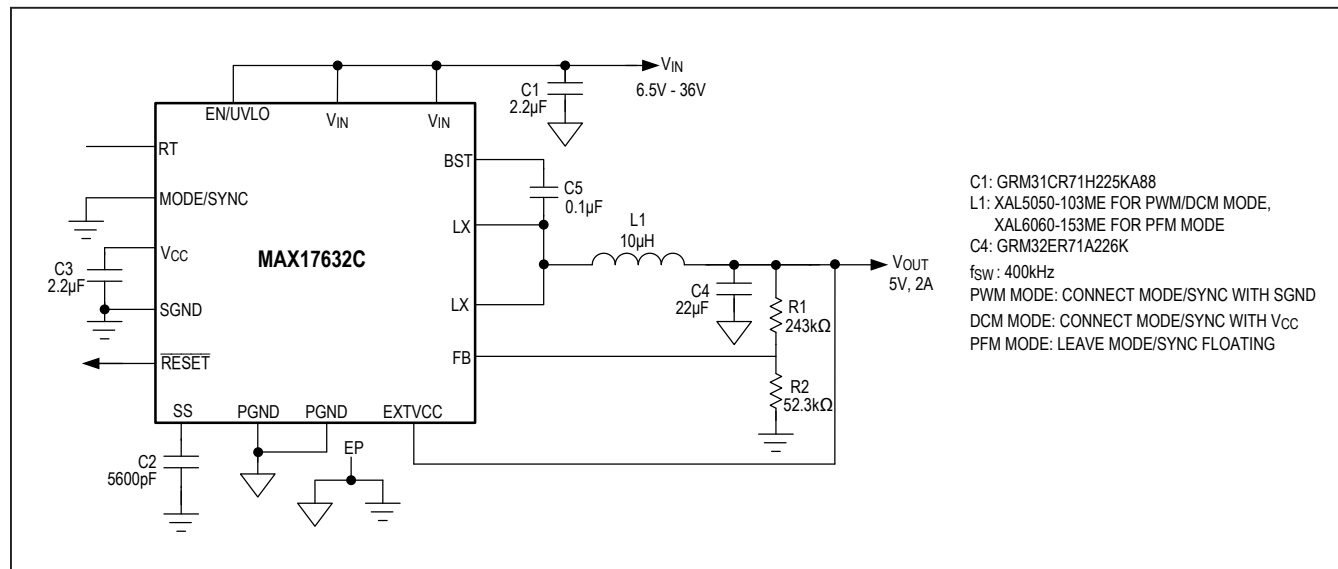 VIN
6.5V - 36V
C1
2.2µF
EN/UVLO
VIN
VIN
RT
BST
MODE/SYNC
C5
0.1µF
LX
L1
10µH
VCC
MAX17632C
C3
2.2µF
VOUT
5V, 2A
C4
22µF
R1
243kΩ
LX
SGND
RESET
FB
R2
52.3kΩ
SS
PGND
PGND
EXTVCC
EP
C2
5600pF
C1: GRM31CR71H225KA88
L1: XAL5050-103ME FOR PWM/DCM MODE,
XAL6060-153ME FOR PFM MODE
C4: GRM32ER71A226K
fSW : 400kHz
PWM MODE: CONNECT MODE/SYNC WITH SGND
DCM MODE: CONNECT MODE/SYNC WITH VCC
PFM MODE: LEAVE MODE/SYNC FLOATING